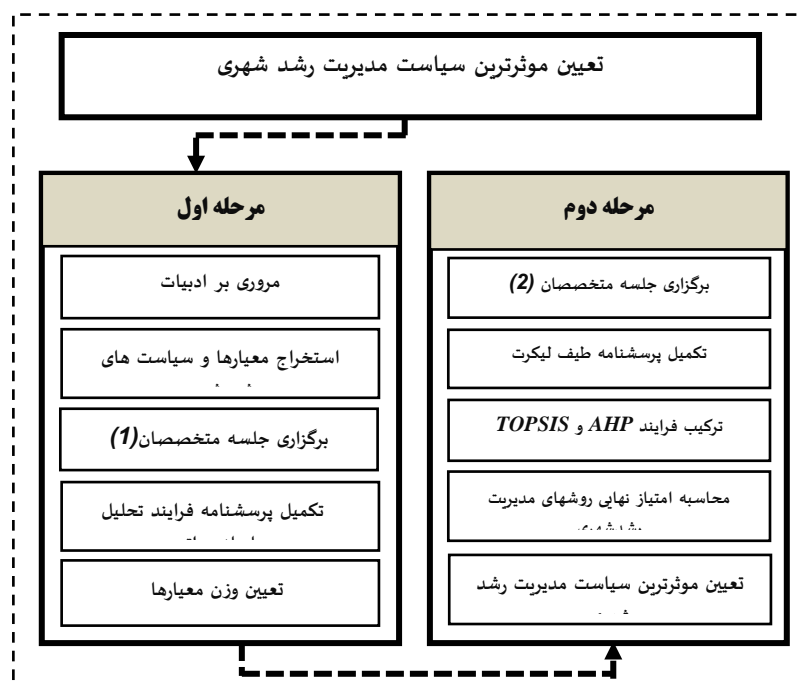 تعیین موثرترین سیاست مدیریت رشد شهری
مرحله اول
مروری بر ادبیات
استخراج معیارها و سیاست های
برگزاری جلسه متخصصان(1)
تکمیل پرسشنامه فرایند تحلیل
تعیین وزن معیارها
مرحله دوم
برگزاری جلسه متخصصان (2)
تکمیل پرسشنامه طیف لیکرت
ترکیب فرایند AHP و TOPSIS
محاسبه امتیاز نهایی روشهای مدیریت
رشدشهری
تعیین موثرترین سیاست مدیریت رشد